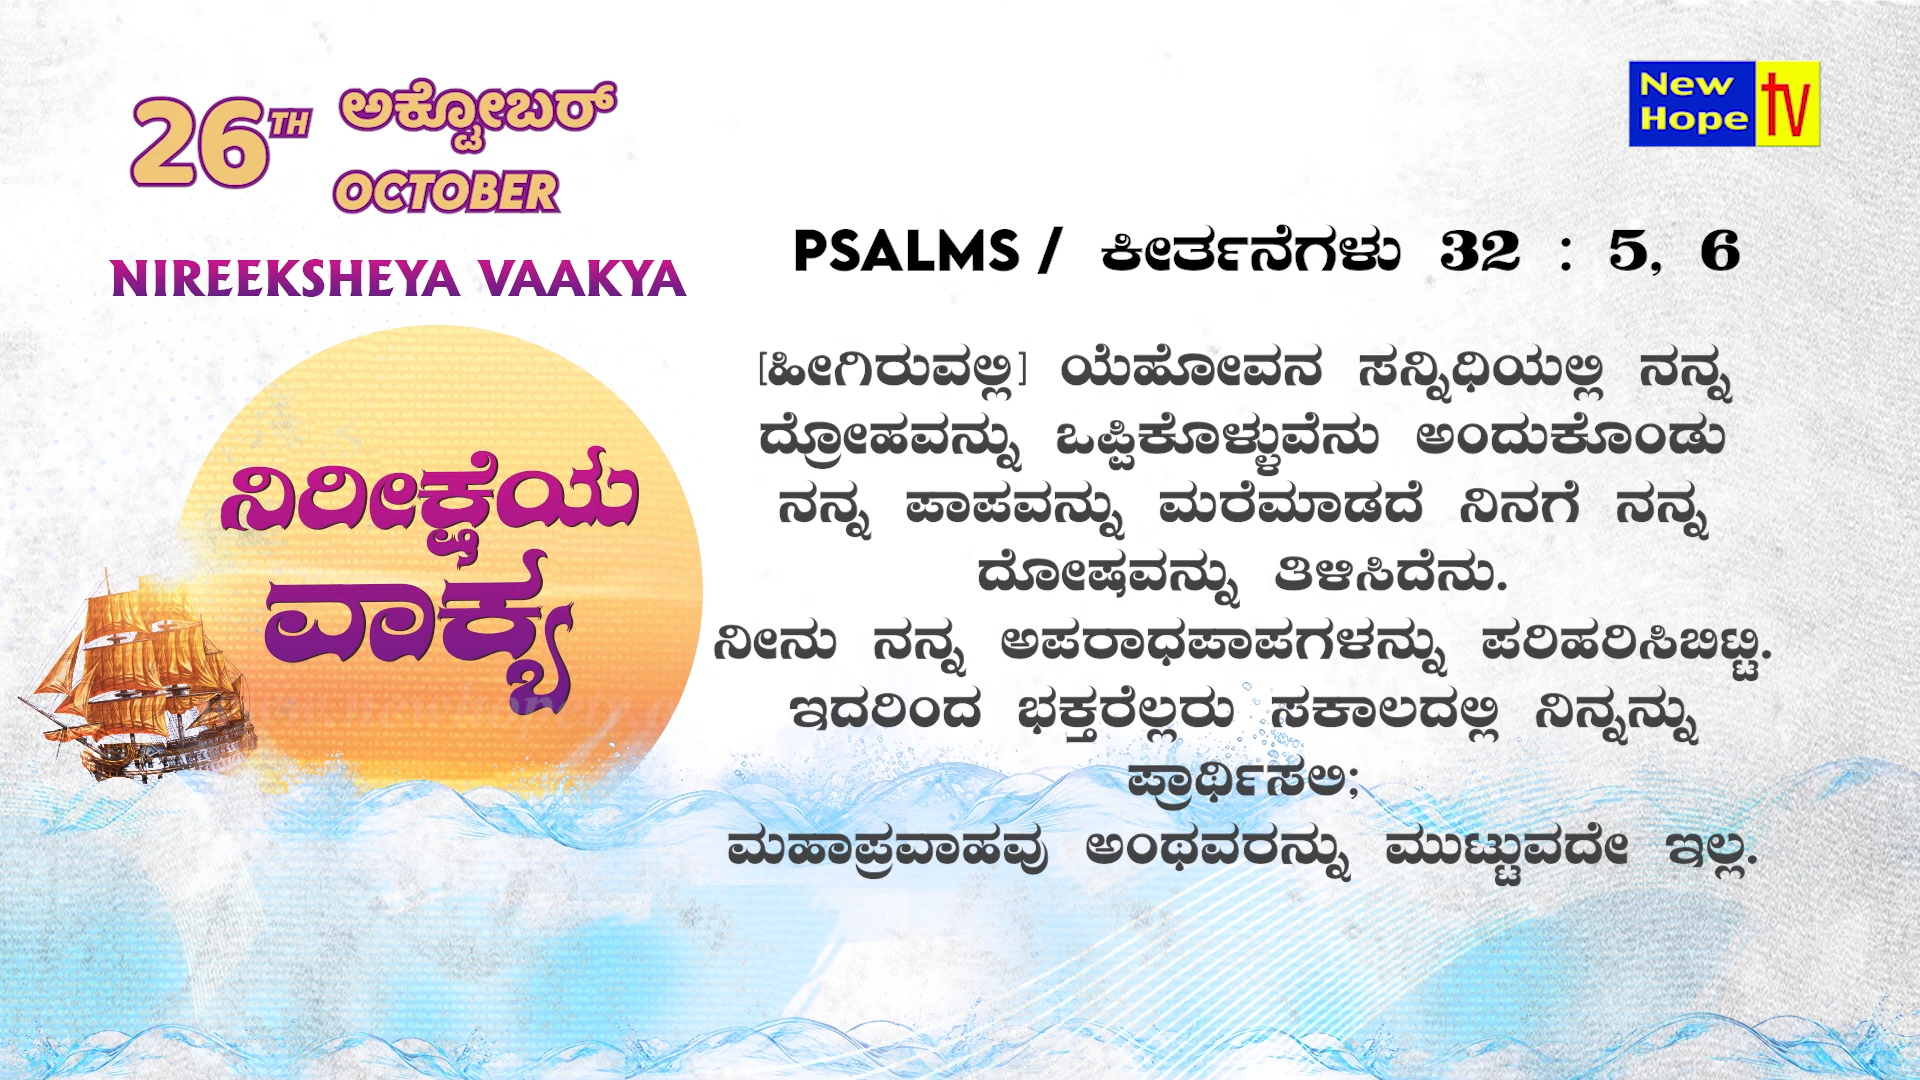 26TH ಅಕ್ಟೋಬರ್
OCTOBER
NIREEKSHEYA VAAKYA
ನಿರೀಕ್ಷೆಯ
ವಾಕ್ಯ
New
Hope
tv
PSALMS / ಕೀರ್ತನೆಗಳು 32 : 5, 6
[ಹೀಗಿರುವಲ್ಲಿ] ಯೆಹೋವನ ಸನ್ನಿಧಿಯಲ್ಲಿ ನನ್ನ
ದ್ರೋಹವನ್ನು ಒಪ್ಪಿಕೊಳ್ಳುವೆನು ಅಂದುಕೊಂಡು
ನನ್ನ ಪಾಪವನ್ನು ಮರೆಮಾಡದೆ ನಿನಗೆ ನನ್ನ
ದೋಷವನ್ನು ತಿಳಿಸಿದೆನು.
ನೀನು ನನ್ನ ಅಪರಾಧಪಾಪಗಳನ್ನು ಪರಿಹರಿಸಿಬಿಟ್ಟಿ.
ಇದರಿಂದ ಭಕ್ತರೆಲ್ಲರು ಸಕಾಲದಲ್ಲಿ ನಿನ್ನನ್ನು
ಪ್ರಾರ್ಥಿಸಲಿ;
ಮಹಾಪ್ರವಾಹವು ಅಂಥವರನ್ನು ಮುಟ್ಟುವದೇ ಇಲ್ಲ.